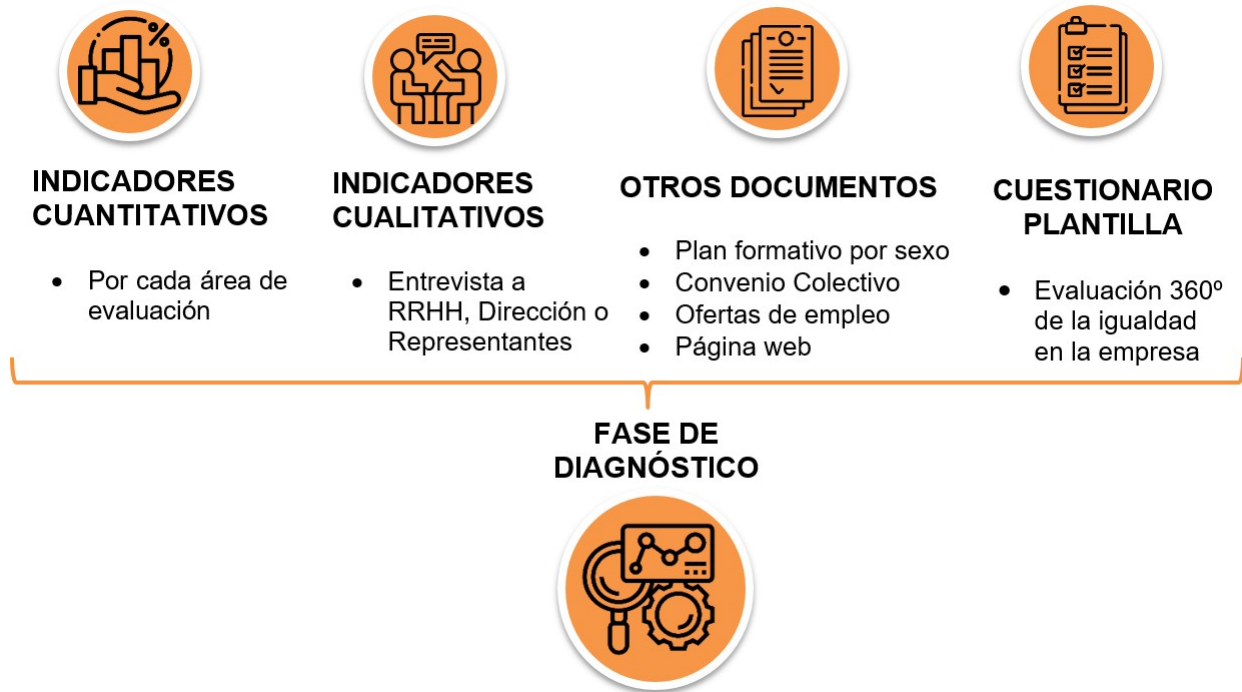 INDICADORES
CUANTITATIVOS
• Por cada área de
evaluación
INDICADORES
CUALITATIVOS
• Entrevista a
RRHH, Dirección o
Representantes
OTROS DOCUMENTOS
• Plan formativo por sexo
• Convenio Colectivo
• Ofertas de empleo
• Página web
CUESTIONARIO
PLANTILLA
• Evaluación 360º
de la igualdad
en la empresa
FASE DE
DIAGNÓSTICO